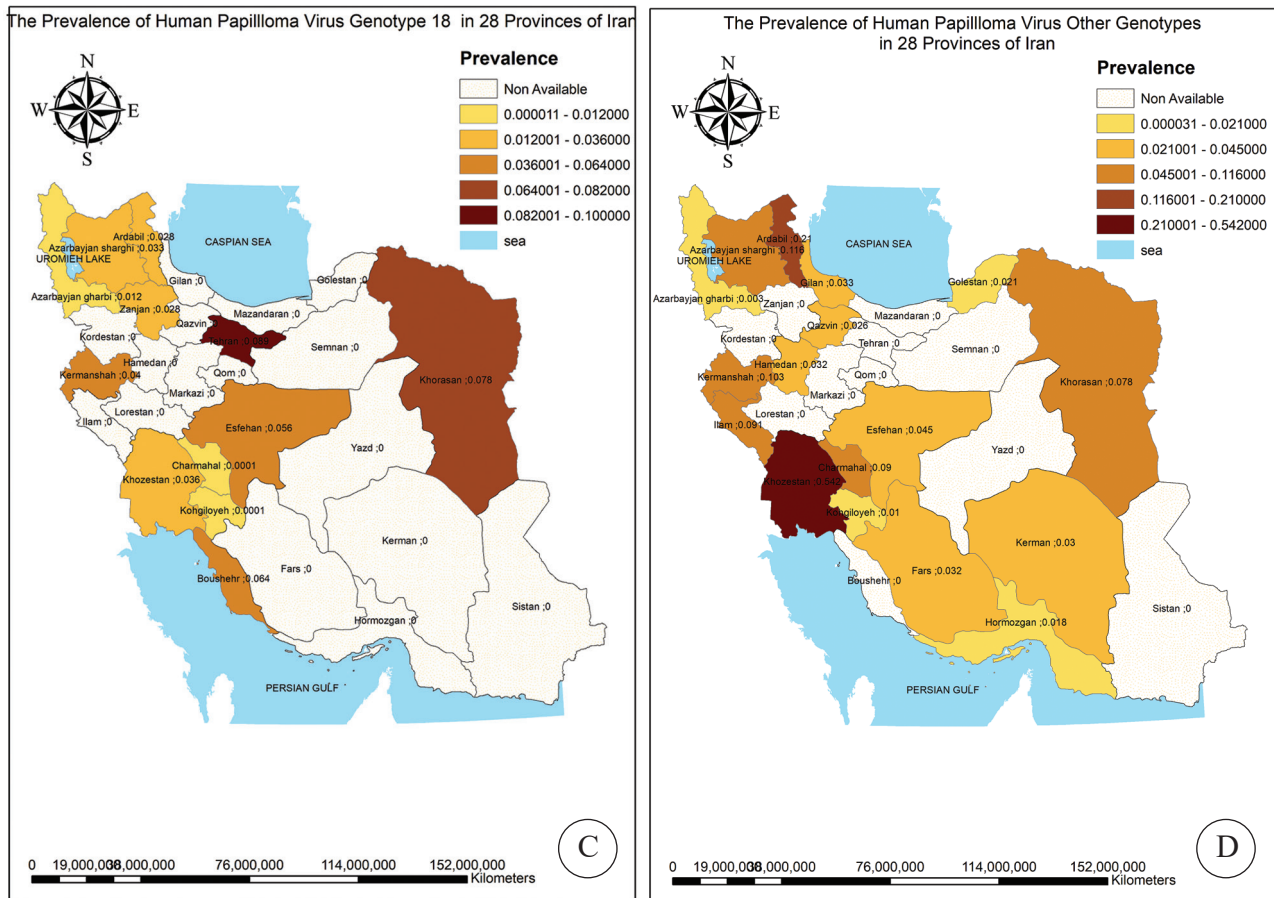 The Prevalence of Human Papillloma Virus Genotype 18 in 28 Provinces of Iran
N
W
E
S
Prevalence
Non Available
0.000011 - 0.012000
0.012001 - 0.036000
0.036001 - 0.064000
0.064001 - 0.082000
0.082001 - 0.100000
sea
CASPIAN SEA
Ardabil ;0.028
Azarbayjan sharghi ;0.033
UROMIEH LAKE
Gilan ;0
Golestan ;0
Azarbayjan gharbi ;0.012
Zanjan ;0.028
Mazandaran ;0
Qazvin ;0
Kordestan ;0
Tehran ;0.089
Semnan ;0
Hamedan ;0
Kermanshah ;0.04
Qom ;0
Khorasan ;0.078
Markazi ;0
Lorestan ;0
Ilam ;0
Esfehan ;0.056
Yazd ;0
Charmahal ;0.0001
Khozestan ;0.036
Kohgiloyeh ;0.0001
Kerman ;0
Fars ;0
Boushehr ;0.064
Sistan ;0
Hormozgan ;0
PERSIAN GULF
C
0
19,000,000
38,000,000
76,000,000
114,000,000
152,000,000
Kilometers
The Prevalence of Human Papillloma Virus Other Genotypes
in 28 Provinces of Iran
N
W
E
S
Prevalence
Non Available
0.000031 - 0.021000
0.021001 - 0.045000
0.045001 - 0.116000
0.116001 - 0.210000
0.210001 - 0.542000
sea
CASPIAN SEA
Ardabil ;0.21
Azarbayjan sharghi ;0.116
UROMIEH LAKE
Gilan ;0.033
Golestan ;0.021
Azarbayjan gharbi ;0.003
Zanjan ;0
Mazandaran ;0
Qazvin ;0.026
Kordestan ;0
Tehran ;0
Semnan ;0
Hamedan ;0.032
Kermanshah ;0.103
Qom ;0
Khorasan ;0.078
Markazi ;0
Lorestan ;0
Ilam ;0.091
Esfehan ;0.045
Yazd ;0
Charmahal ;0.09
Khozestan ;0.542
Kohgiloyeh ;0.01
Kerman ;0.03
Fars ;0.032
Boushehr ;0
Sistan ;0
Hormozgan ;0.018
PERSIAN GULF
D
0
19,000,000
38,000,000
76,000,000
114,000,000
152,000,000
Kilometers